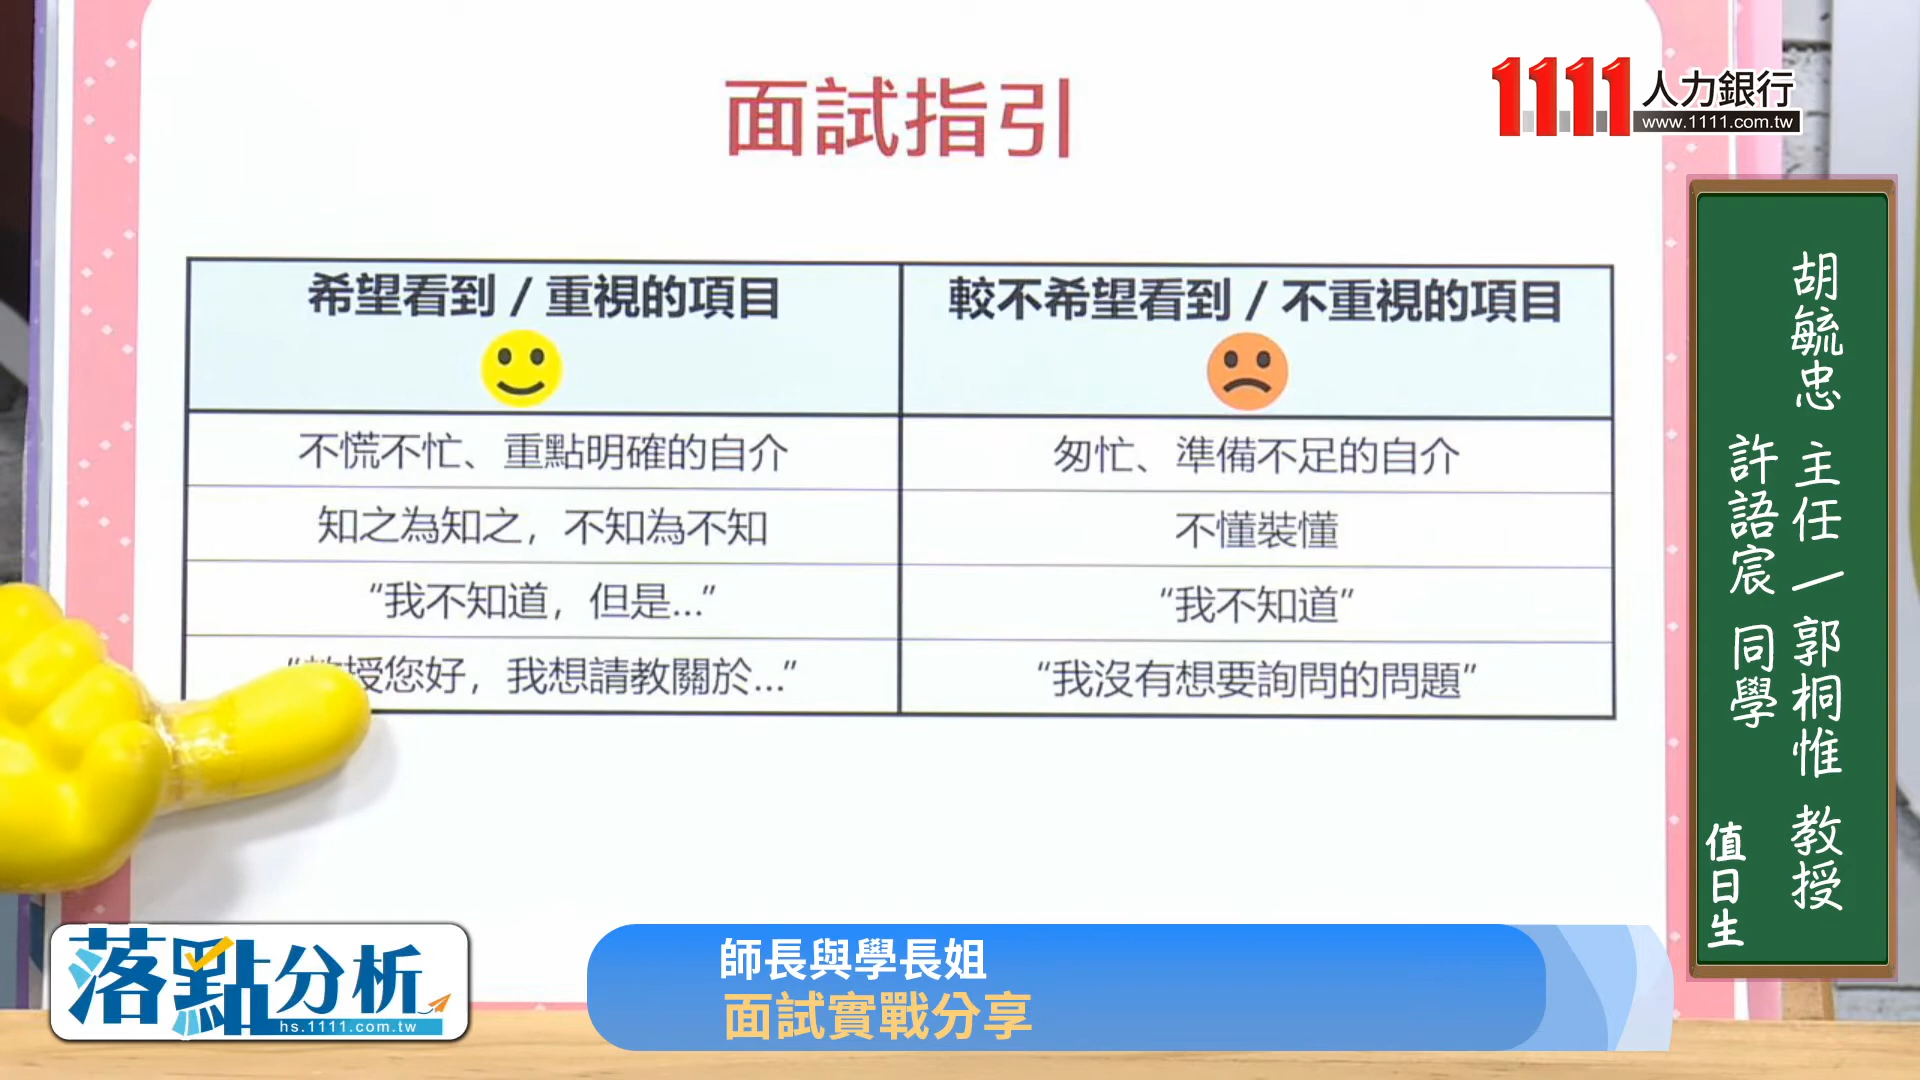 面試指引
1111 人力銀行
www.1111.com.tw
希望看到 / 重視的項目
較不希望看到 / 不重視的項目
不慌不忙、重點明確的自介
匆忙、準備不足的自介
知之為知之，不知為不知
不懂裝懂
“我不知道，但是...”
“我不知道”
授您好，我想請教關於...”
“我沒有想要詢問的問題”
胡毓忠 主任 一 郭桐惟 教授
許語宸 同學
值日生
落點分析
hs.1111.com.tw
師長與學長姐
面試實戰分享